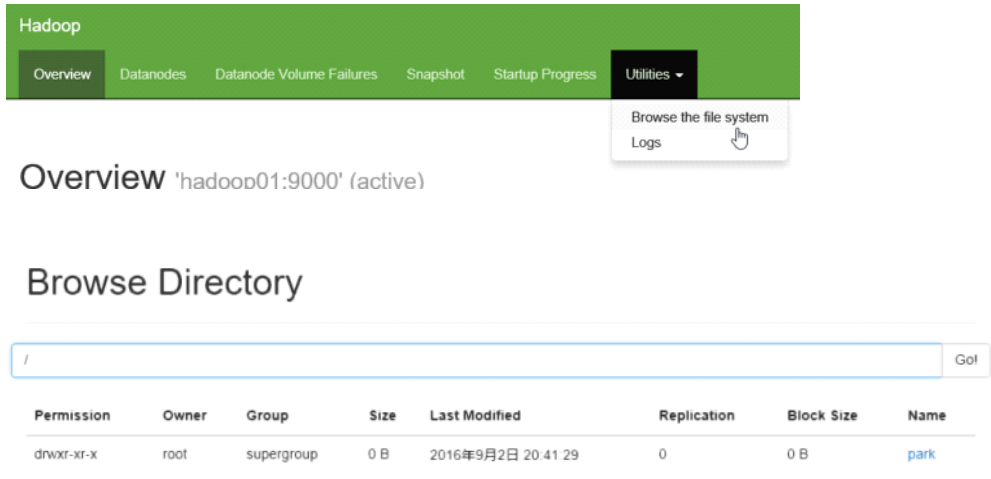 Hadoop
Overview Datanodes Datanode Volume Failures Snapshot Startup Progress Utilities
Browse the file system
Logs
Overview 'hadoop01:9000' (active)
Browse Directory
/ Go!
Permission Owner Group Size Last Modified Replication Block Size Name
drwxr-xr-x root supergroup 0 B 2016年9月2日 20:41:29 0 0 B park